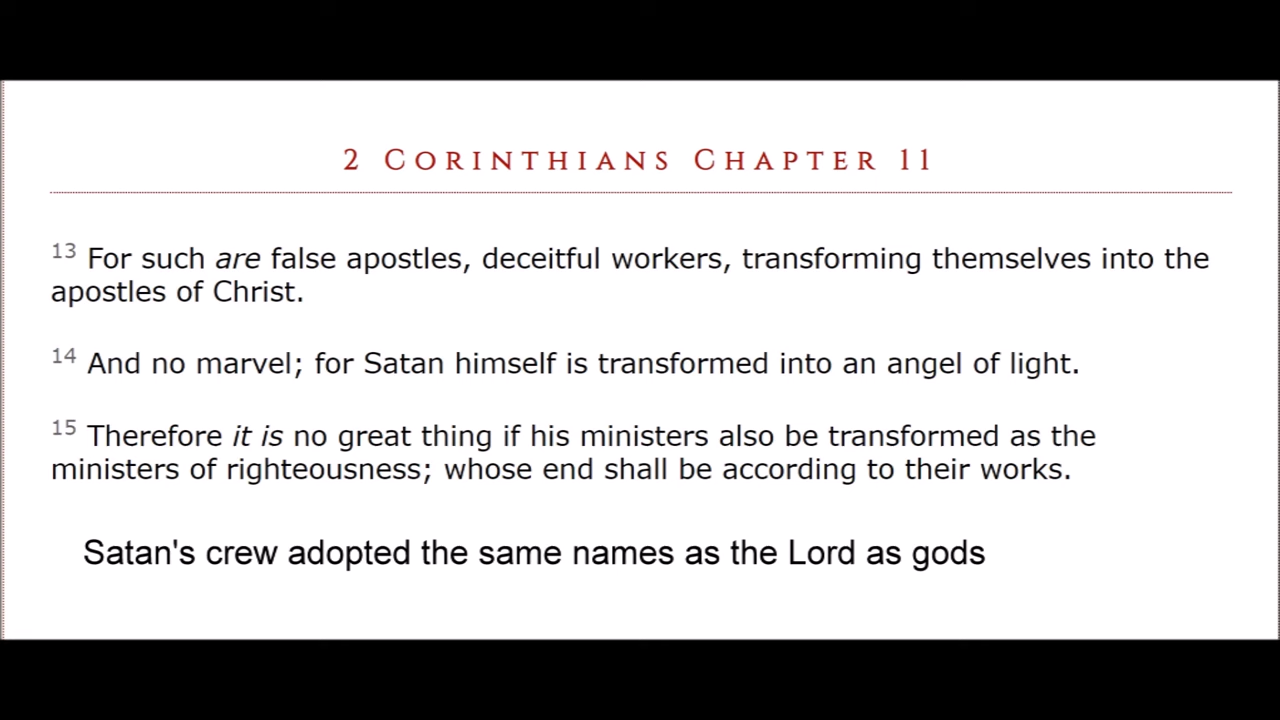 2 Corinthians Chapter 11
13 For such are false apostles, deceitful workers, transforming themselves into the
apostles of Christ.
14 And no marvel; for Satan himself is transformed into an angel of light.
15 Therefore it is no great thing if his ministers also be transformed as the
ministers of righteousness; whose end shall be according to their works.
Satan's crew adopted the same names as the Lord as gods